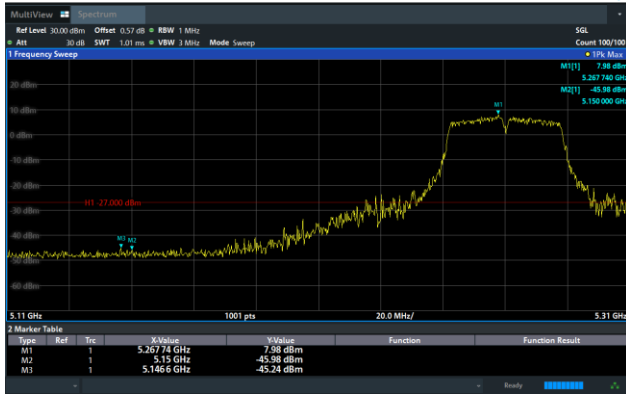 MultiView Spectrum
Ref Level 30.00 dBm Offset 0.57 dB RBW 1 MHz SGL
Att 30 dB SWT 1.01 ms VBW 3 MHz Mode Sweep Count 100/100
1 Frequency Sweep 1Pk Max
M1[1] 7.98 dBm
5.267 740 GHz
M2[1] -45.98 dBm
5.150 000 GHz
20 dBm
M1
10 dBm
0 dBm
-10 dBm
-20 dBm
H1 -27.000 dBm
-30 dBm
-40 dBm
M3 M2
-50 dBm
-60 dBm
5.11 GHz 1001 pts 20.0 MHz/ 5.31 GHz
2 Marker Table
Type Ref Trc X-Value Y-Value Function Function Result
M1 1 5.267 74 GHz 7.98 dBm
M2 1 5.15 GHz -45.98 dBm
M3 1 5.146 6 GHz -45.24 dBm
Ready